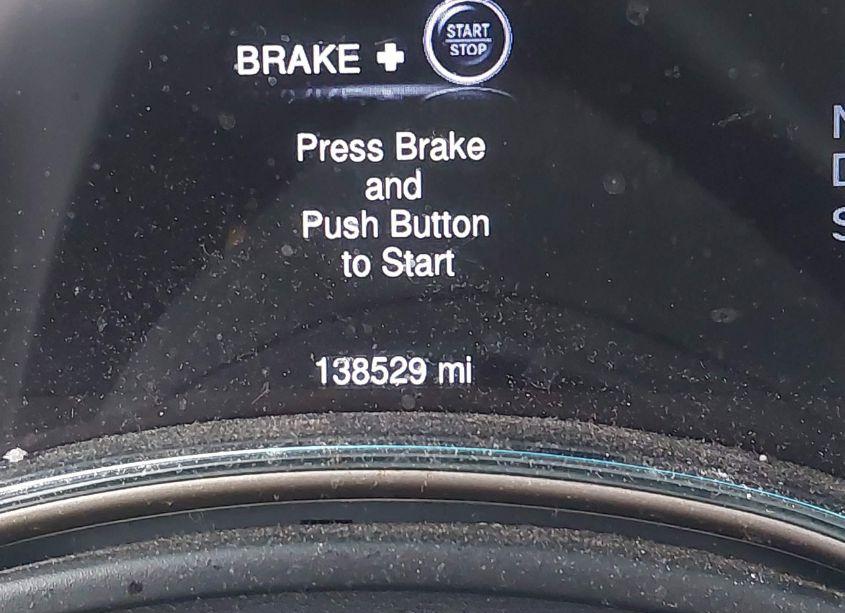 BRAKE + START
STOP
Press Brake
and
Push Button
to Start
138529 mi
N
D
S